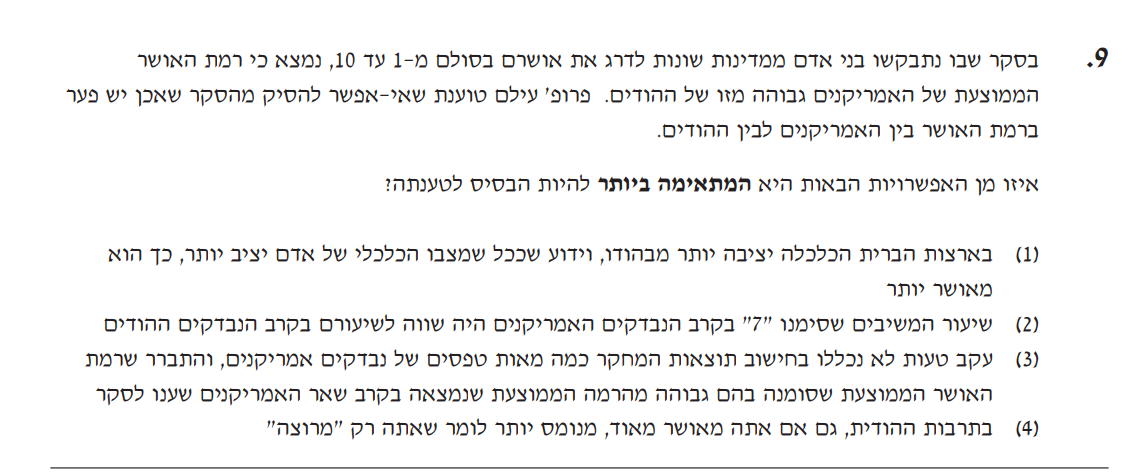 9. בסקר שבו נתבקשו בני אדם ממדינות שונות לדרג את אושרם בסולם מ-1 עד 10, נמצא כי רמת האושר
הממוצעת של האמריקנים גבוהה מזו של ההודים. פרופ' עילם טוענת שאי-אפשר להסיק מהסקר שאכן יש פער
ברמת האושר בין האמריקנים לבין ההודים.
איזו מן האפשרויות הבאות היא המתאימה ביותר להיות הבסיס לטענתה?
(1) בארצות הברית הכלכלה יציבה יותר מבהודו, וידוע שככל שמצבו הכלכלי של אדם יציב יותר, כך הוא
מאושר יותר
(2) שיעור המשיבים שסימנו "7" בקרב הנבדקים האמריקנים היה שווה לשיעורם בקרב הנבדקים ההודים
(3) עקב טעות לא נכללו בחישוב תוצאות המחקר כמה מאות טפסים של נבדקים אמריקנים, והתברר שרמת
האושר הממוצעת שסומנה בהם גבוהה מהרמה הממוצעת שנמצאה בקרב שאר האמריקנים שענו לסקר
(4) בתרבות ההודית, גם אם אתה מאושר מאוד, מנומס יותר לומר שאתה רק "מרוצה"